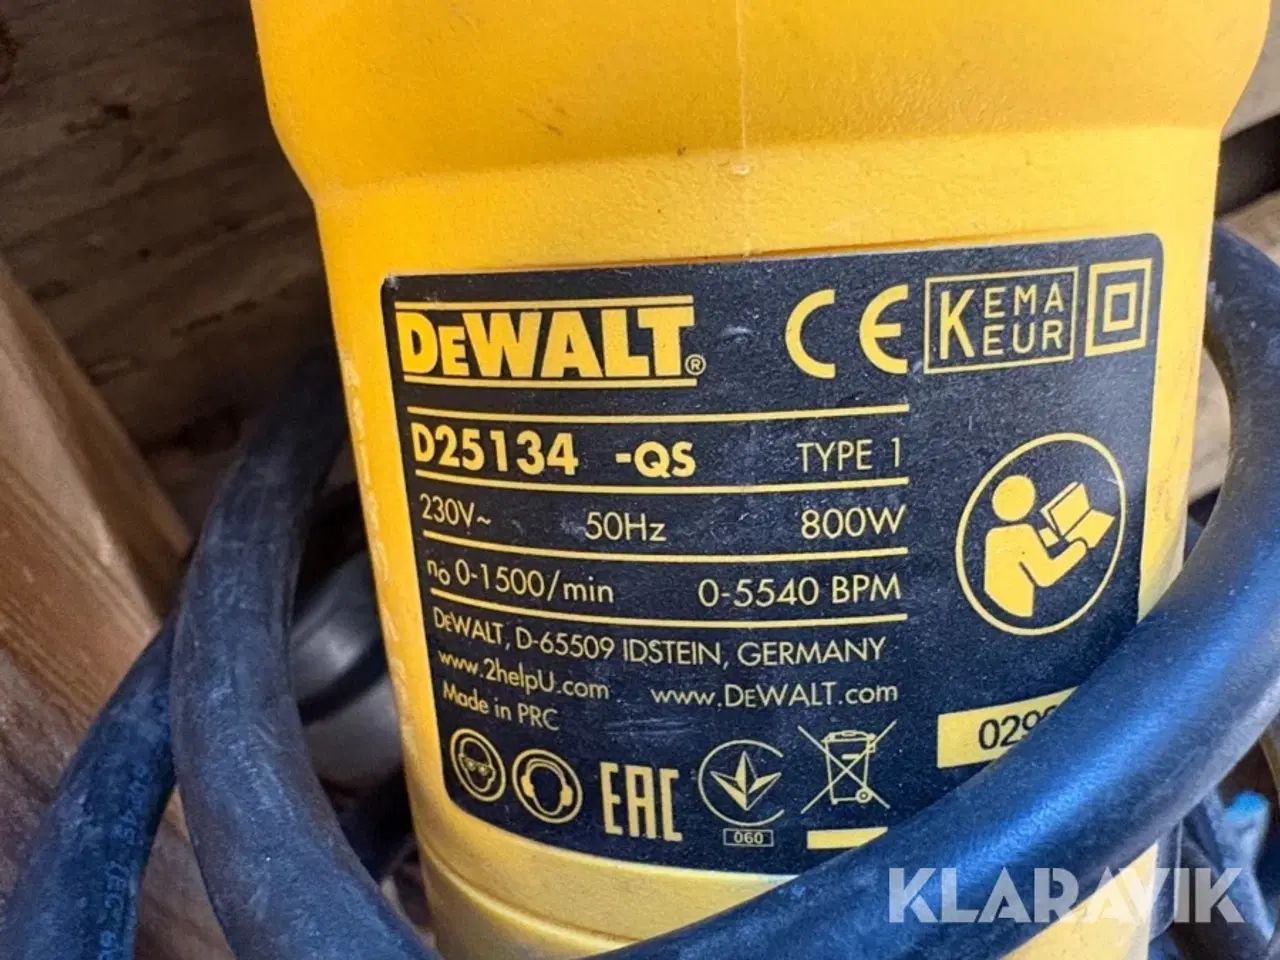 DEWALT®
CE KEMA KEUR
D25134 -QS TYPE 1
230V~ 50Hz 800W
n₀ 0-1500/min 0-5540 BPM
DEWALT, D-65509 IDSTEIN, GERMANY
www.2helpU.com www.DEWALT.com
Made in PRC
EAC
060
KLARAVIK